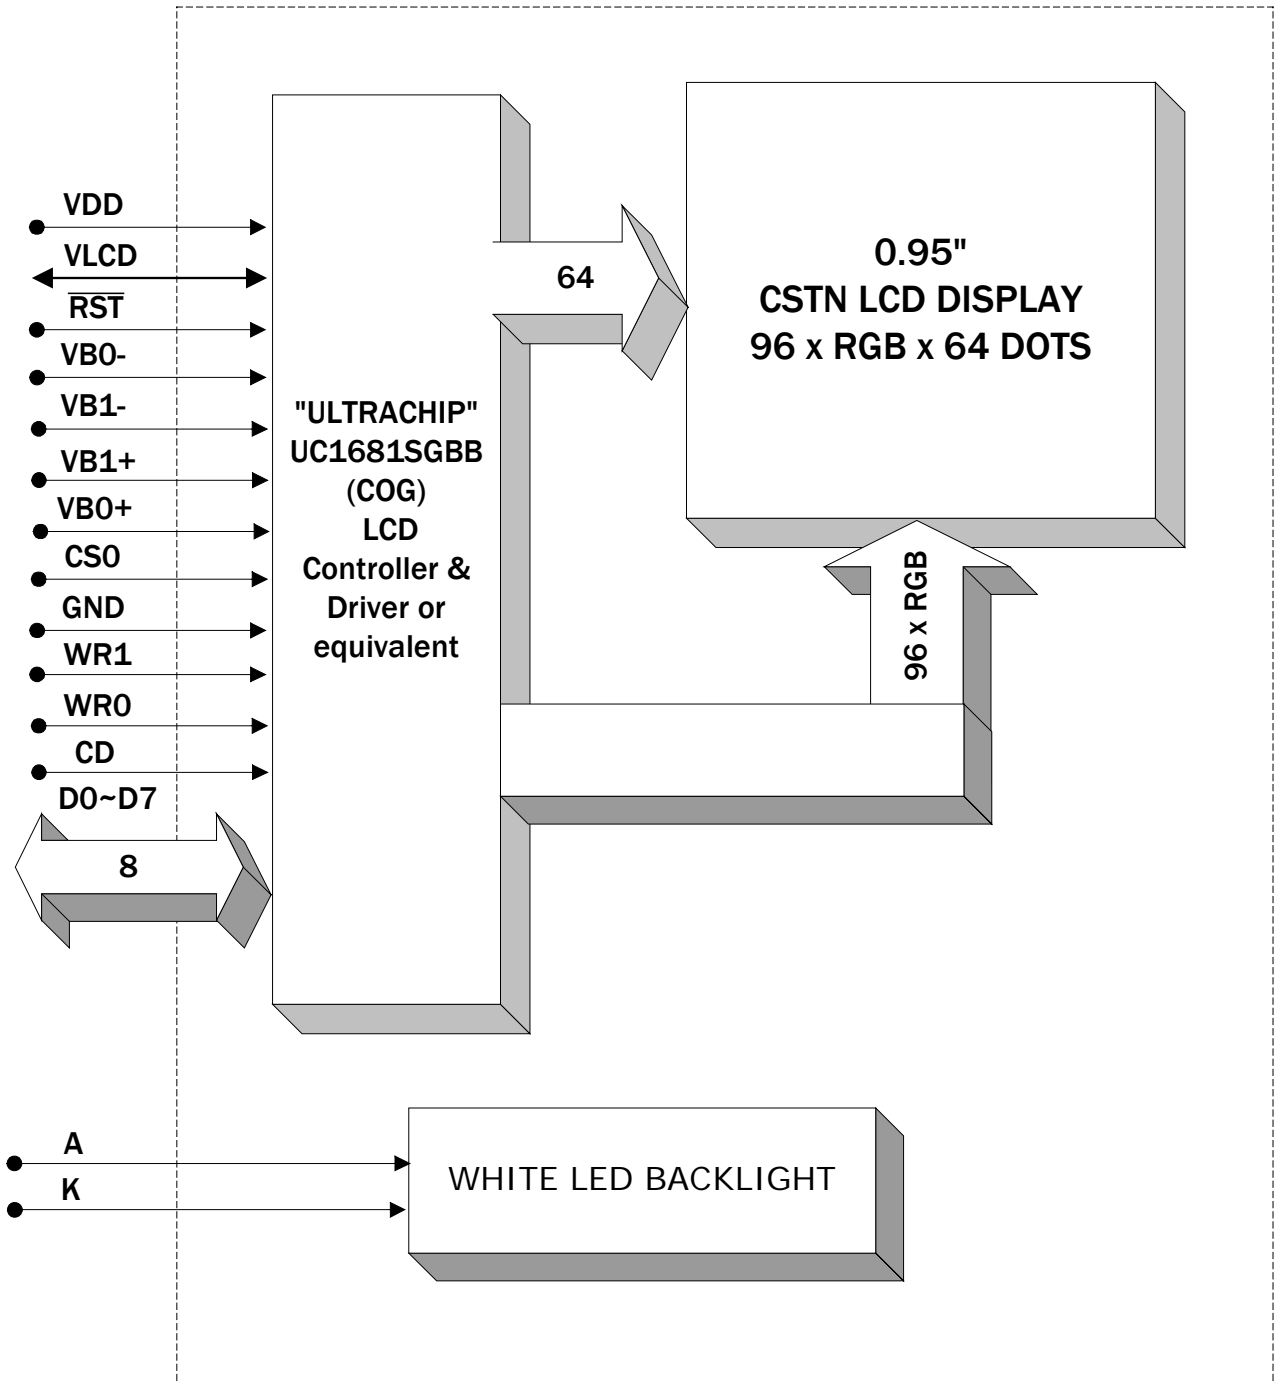 VDD
VLCD
R̅S̅T̅
VB0-
VB1-
VB1+
VB0+
CS0
GND
WR1
WR0
CD
D0~D7
8
"ULTRACHIP"
UC1681SGBB
(COG)
LCD
Controller &
Driver or
equivalent
64
0.95"
CSTN LCD DISPLAY
96 x RGB x 64 DOTS
96 x RGB
A
K
WHITE LED BACKLIGHT